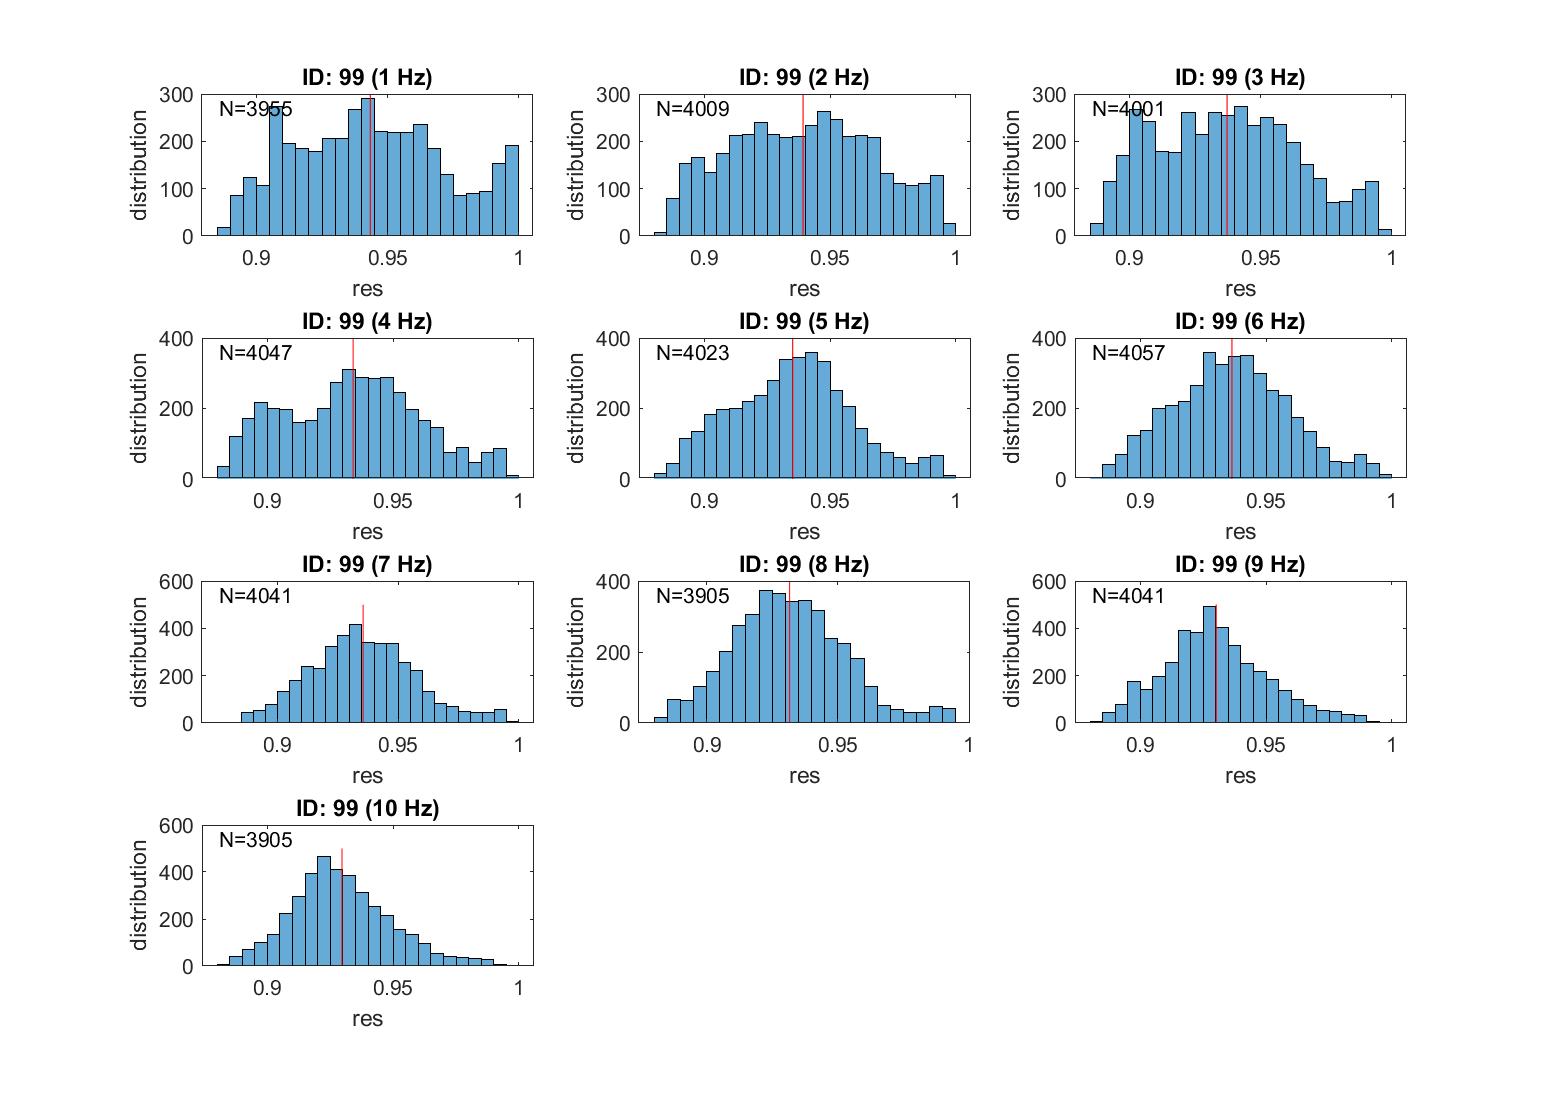 ID: 99 (1 Hz)
N=3955
distribution
300
200
100
0
0.9 0.95 1
res
ID: 99 (2 Hz)
N=4009
distribution
300
200
100
0
0.9 0.95 1
res
ID: 99 (3 Hz)
N=4001
distribution
300
200
100
0
0.9 0.95 1
res
ID: 99 (4 Hz)
N=4047
distribution
400
200
0
0.9 0.95 1
res
ID: 99 (5 Hz)
N=4023
distribution
400
200
0
0.9 0.95 1
res
ID: 99 (6 Hz)
N=4057
distribution
400
200
0
0.9 0.95 1
res
ID: 99 (7 Hz)
N=4041
distribution
600
400
200
0
0.9 0.95 1
res
ID: 99 (8 Hz)
N=3905
distribution
400
200
0
0.9 0.95 1
res
ID: 99 (9 Hz)
N=4041
distribution
600
400
200
0
0.9 0.95 1
res
ID: 99 (10 Hz)
N=3905
distribution
600
400
200
0
0.9 0.95 1
res